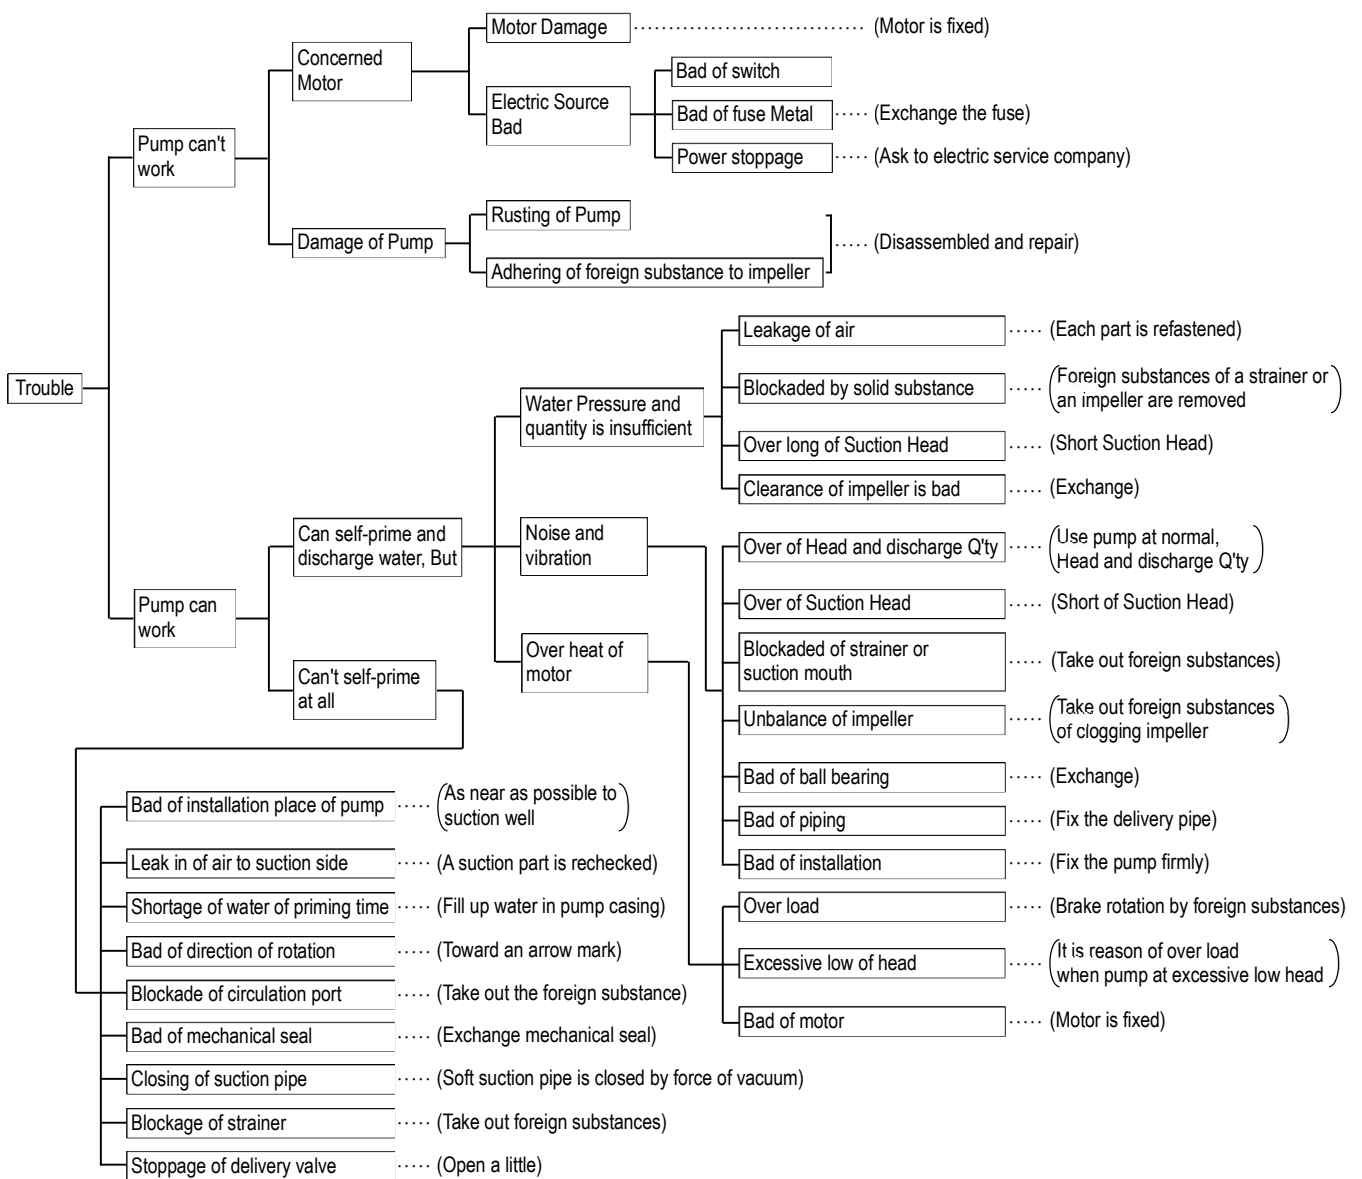 Motor Damage ............................ (Motor is fixed)
Concerned
Motor
Bad of switch
Electric Source
Bad
Bad of fuse Metal ..... (Exchange the fuse)
Pump can't
work
Power stoppage ..... (Ask to electric service company)
Rusting of Pump
Damage of Pump
..... (Disassembled and repair)
Adhering of foreign substance to impeller
Trouble
Leakage of air ..... (Each part is refastened)
Water Pressure and
quantity is insufficient
Blockaded by solid substance ..... (Foreign substances of a strainer or
an impeller are removed)
Over long of Suction Head ..... (Short Suction Head)
Clearance of impeller is bad ..... (Exchange)
Pump can
work
Can self-prime and
discharge water, But
Noise and
vibration
Over of Head and discharge Q'ty ..... (Use pump at normal,
Head and discharge Q'ty)
Over of Suction Head ..... (Short of Suction Head)
Blockaded of strainer or
suction mouth ..... (Take out foreign substances)
Unbalance of impeller ..... (Take out foreign substances
of clogging impeller)
Bad of ball bearing ..... (Exchange)
Bad of piping ..... (Fix the delivery pipe)
Bad of installation ..... (Fix the pump firmly)
Over heat of
motor
Over load ..... (Brake rotation by foreign substances)
Excessive low of head ..... (It is reason of over load
when pump at excessive low head)
Bad of motor ..... (Motor is fixed)
Can't self-prime
at all
Bad of installation place of pump ..... (As near as possible to
suction well)
Leak in of air to suction side ..... (A suction part is rechecked)
Shortage of water of priming time ..... (Fill up water in pump casing)
Bad of direction of rotation ..... (Toward an arrow mark)
Blockade of circulation port ..... (Take out the foreign substance)
Bad of mechanical seal ..... (Exchange mechanical seal)
Closing of suction pipe ..... (Soft suction pipe is closed by force of vacuum)
Blockage of strainer ..... (Take out foreign substances)
Stoppage of delivery valve ..... (Open a little)